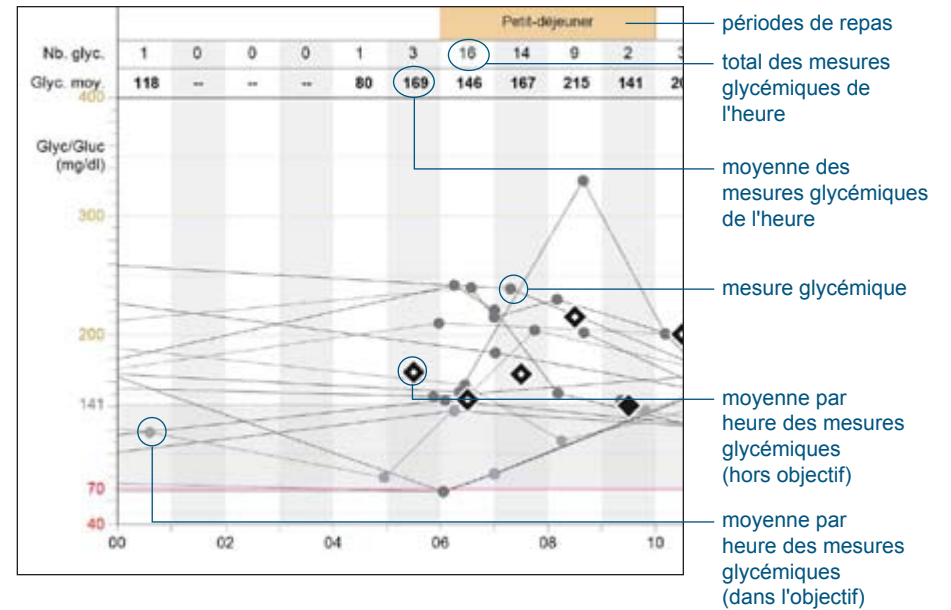 Petit-déjeuner
Nb. glyc. 1 0 0 0 1 3 16 14 9 2
Glyc. moy. 118 -- -- -- 80 169 146 167 215 141 20
400
Glyc/Gluc
(mg/dl)
300
200
141
70
40
00 02 04 06 08 10
périodes de repas
total des mesures
glycémiques de
l'heure
moyenne des
mesures glycémiques
de l'heure
mesure glycémique
moyenne par
heure des mesures
glycémiques
(hors objectif)
moyenne par
heure des mesures
glycémiques
(dans l'objectif)